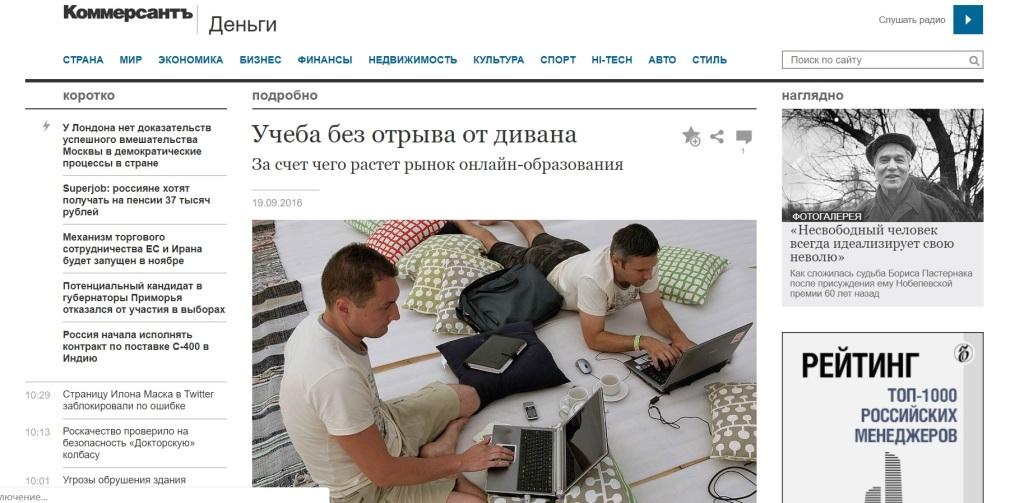 Коммерсантъ
Деньги
Слушать радио
СТРАНА МИР ЭКОНОМИКА БИЗНЕС ФИНАНСЫ НЕДВИЖИМОСТЬ КУЛЬТУРА СПОРТ HI-TECH АВТО СТИЛЬ
Поиск по сайту
коротко
У Лондона нет доказательств
успешного вмешательства
Москвы в демократические
процессы в стране
Superjob: россияне хотят
получать на пенсии 37 тысяч
рублей
Механизм торгового
сотрудничества ЕС и Ирана
будет запущен в ноябре
Потенциальный кандидат в
губернаторы Приморья
отказался от участия в выборах
Россия начала исполнять
контракт по поставке С-400 в
Индию
10:29 Страницу Илона Маска в Twitter
заблокировали по ошибке
10:13 Роскачество проверило на
безопасность «Докторскую»
колбасу
10:01 Угрозы обрушения здания
лючение...
подробно
Учеба без отрыва от дивана
За счет чего растет рынок онлайн-образования
1
19.09.2016
наглядно
ФОТОГАЛЕРЕЯ
«Несвободный человек
всегда идеализирует свою
неволю»
Как сложилась судьба Бориса Пастернака
после присуждения ему Нобелевской
премии 60 лет назад
РЕЙТИНГ
ТОП-1000
РОССИЙСКИХ
МЕНЕДЖЕРОВ